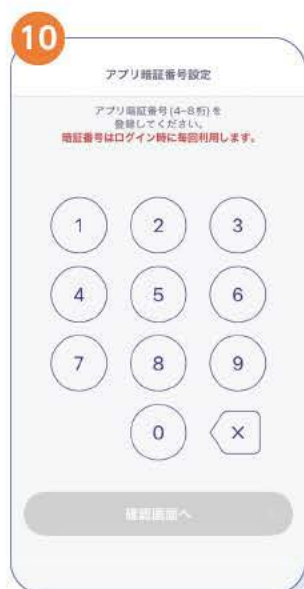 10
アプリ暗証番号設定
アプリ暗証番号(4-8桁)を
登録してください。
暗証番号はログイン時に毎回利用します。
1 2 3
4 5 6
7 8 9
0 ×
確認画面へ